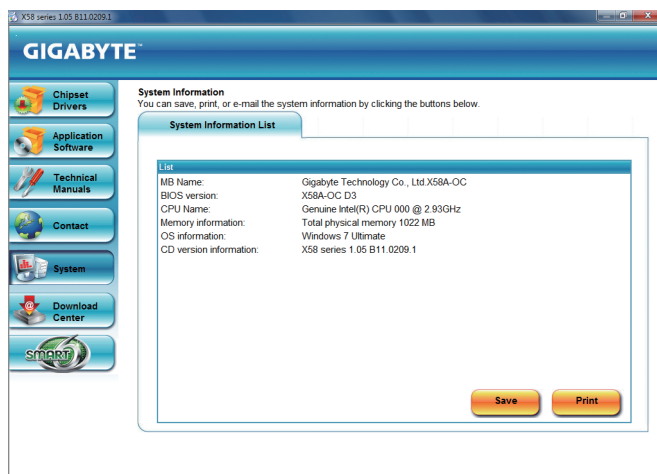 X58 series 1.05 B11.0209.1
GIGABYTE™
Chipset
Drivers
Application
Software
Technical
Manuals
Contact
System
Download
Center
SMART6
System Information
You can save, print, or e-mail the system information by clicking the buttons below.
System Information List
List
MB Name: Gigabyte Technology Co., Ltd.X58A-OC
BIOS version: X58A-OC D3
CPU Name: Genuine Intel(R) CPU 000 @ 2.93GHz
Memory information: Total physical memory 1022 MB
OS information: Windows 7 Ultimate
CD version information: X58 series 1.05 B11.0209.1
Save Print